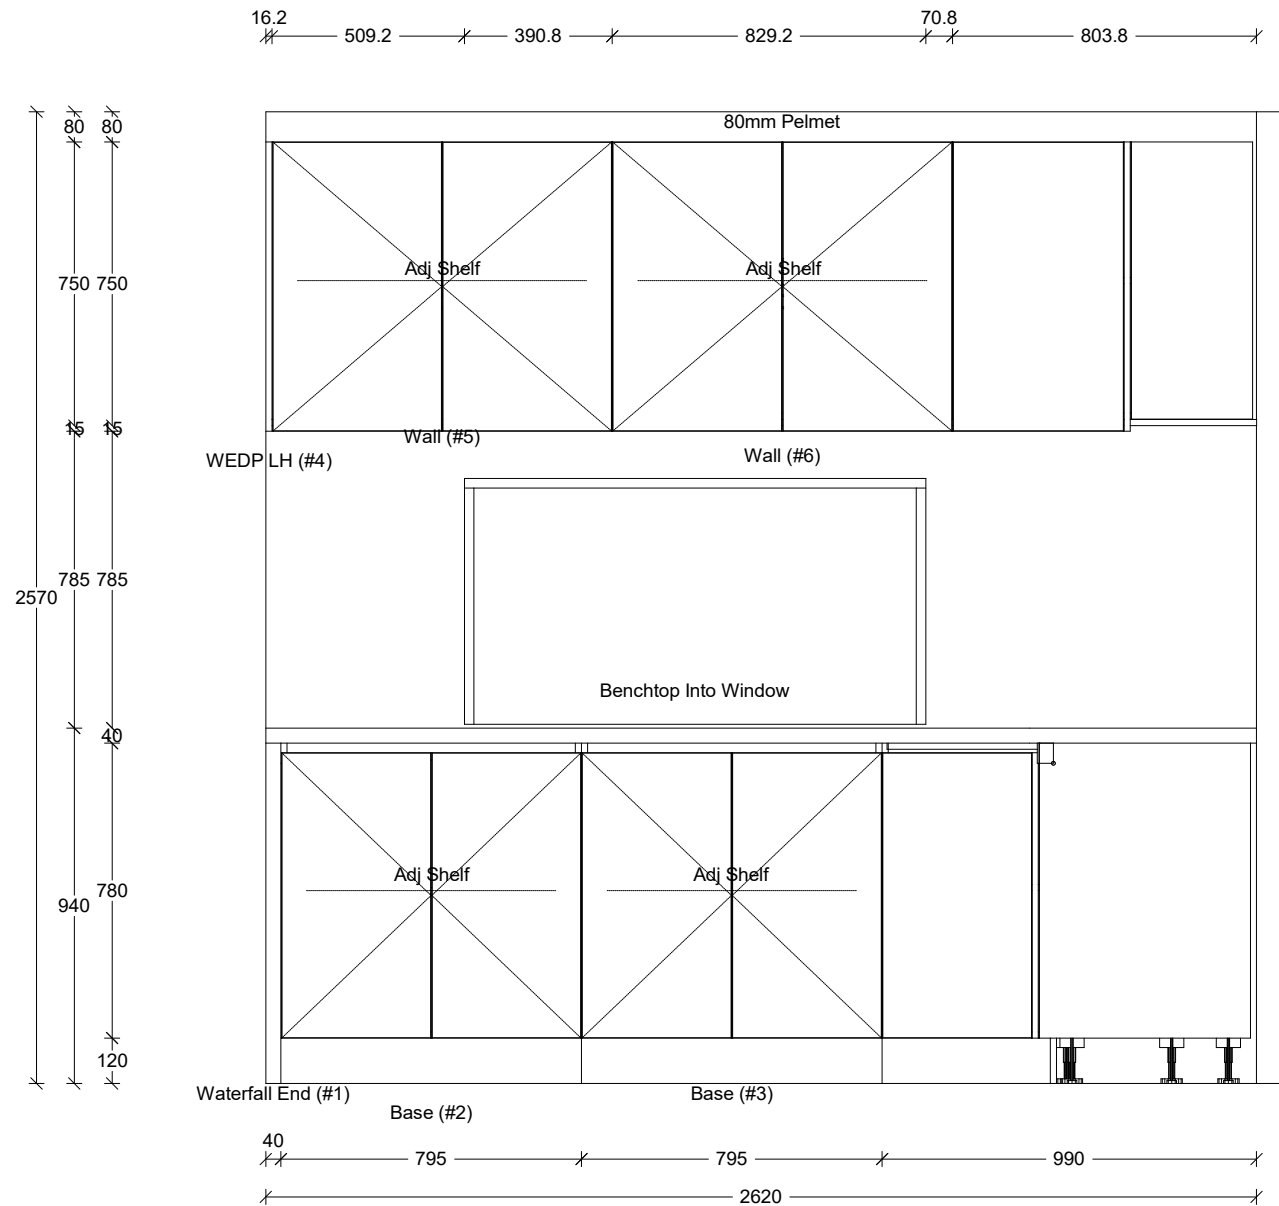 16.2
70.8
509.2
390.8
829.2
803.8
80
80
80mm Pelmet
750
750
Adj Shelf
Adj Shelf
15
15
Wall (#5)
Wall (#6)
WEDP LH (#4)
785
785
2570
Benchtop Into Window
40
Adj Shelf
Adj Shelf
780
940
120
Waterfall End (#1)
Base (#3)
Base (#2)
40
795
795
990
2620